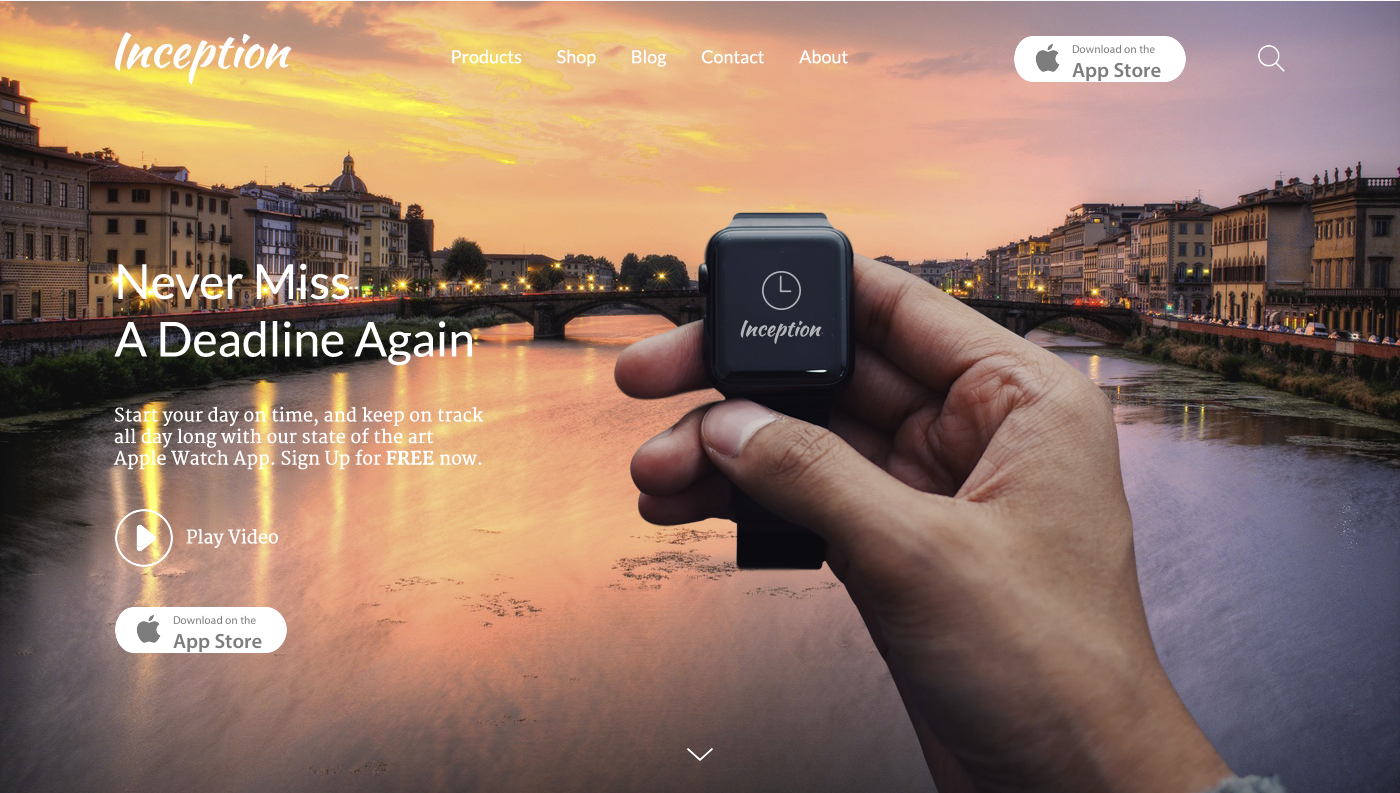 Inception
Products Shop Blog Contact About
Download on the
App Store
Never Miss
A Deadline Again
Inception
Start your day on time, and keep on track
all day long with our state of the art
Apple Watch App. Sign Up for FREE now.
Play Video
Download on the
App Store